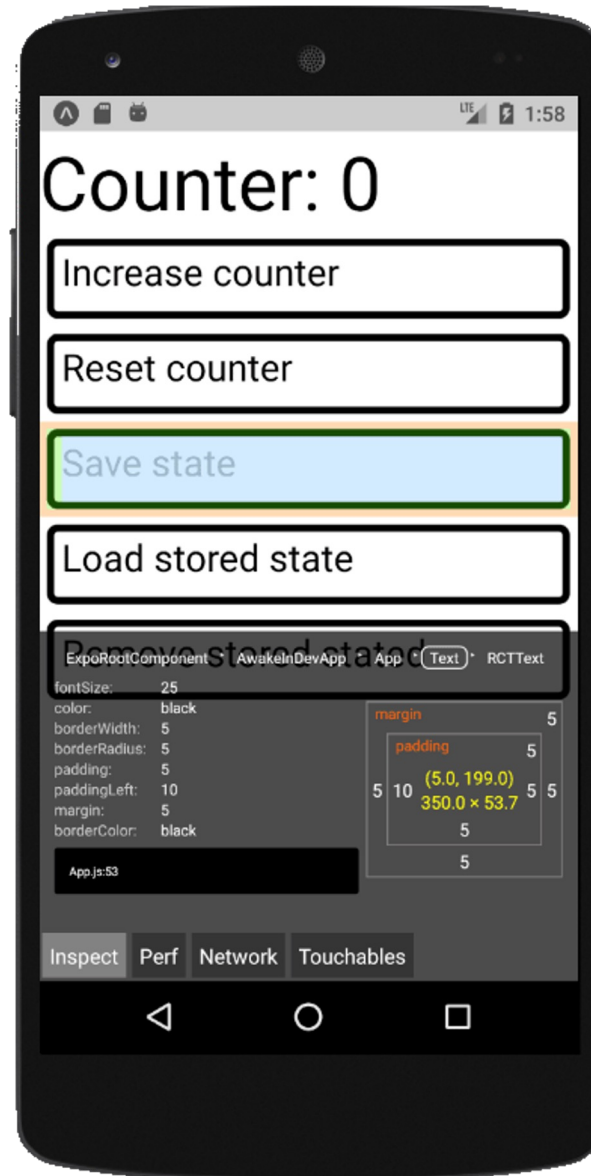 LTE 1:58
Counter: 0
Increase counter
Reset counter
Save state
Load stored state
Remove stored stated
ExpoRootComponent AwakeInDevApp App Text RCTText
fontSize: 25
color: black
borderWidth: 5
borderRadius: 5
padding: 5
paddingLeft: 10
margin: 5
borderColor: black
App.js:53
margin 5
padding 5
5 10 (5.0, 199.0) 5 5
350.0 × 53.7
5
5
Inspect Perf Network Touchables